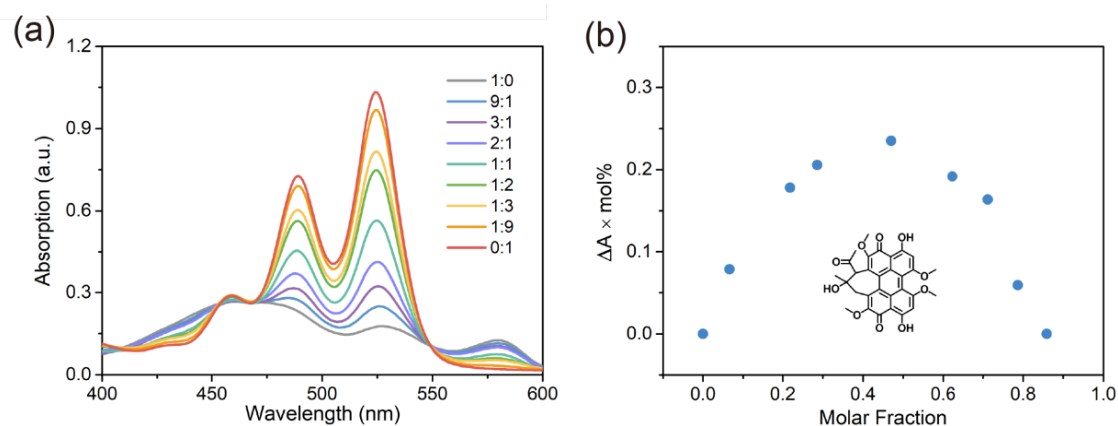 (a)
1.2
0.9
0.6
0.3
0.0
Absorption (a.u.)
400
450
500
550
600
Wavelength (nm)
1:0
9:1
3:1
2:1
1:1
1:2
1:3
1:9
0:1
(b)
0.3
0.2
0.1
0.0
ΔA × mol%
0.0
0.2
0.4
0.6
0.8
1.0
Molar Fraction
O
O
OH
O
O
HO
O
O
O
OH